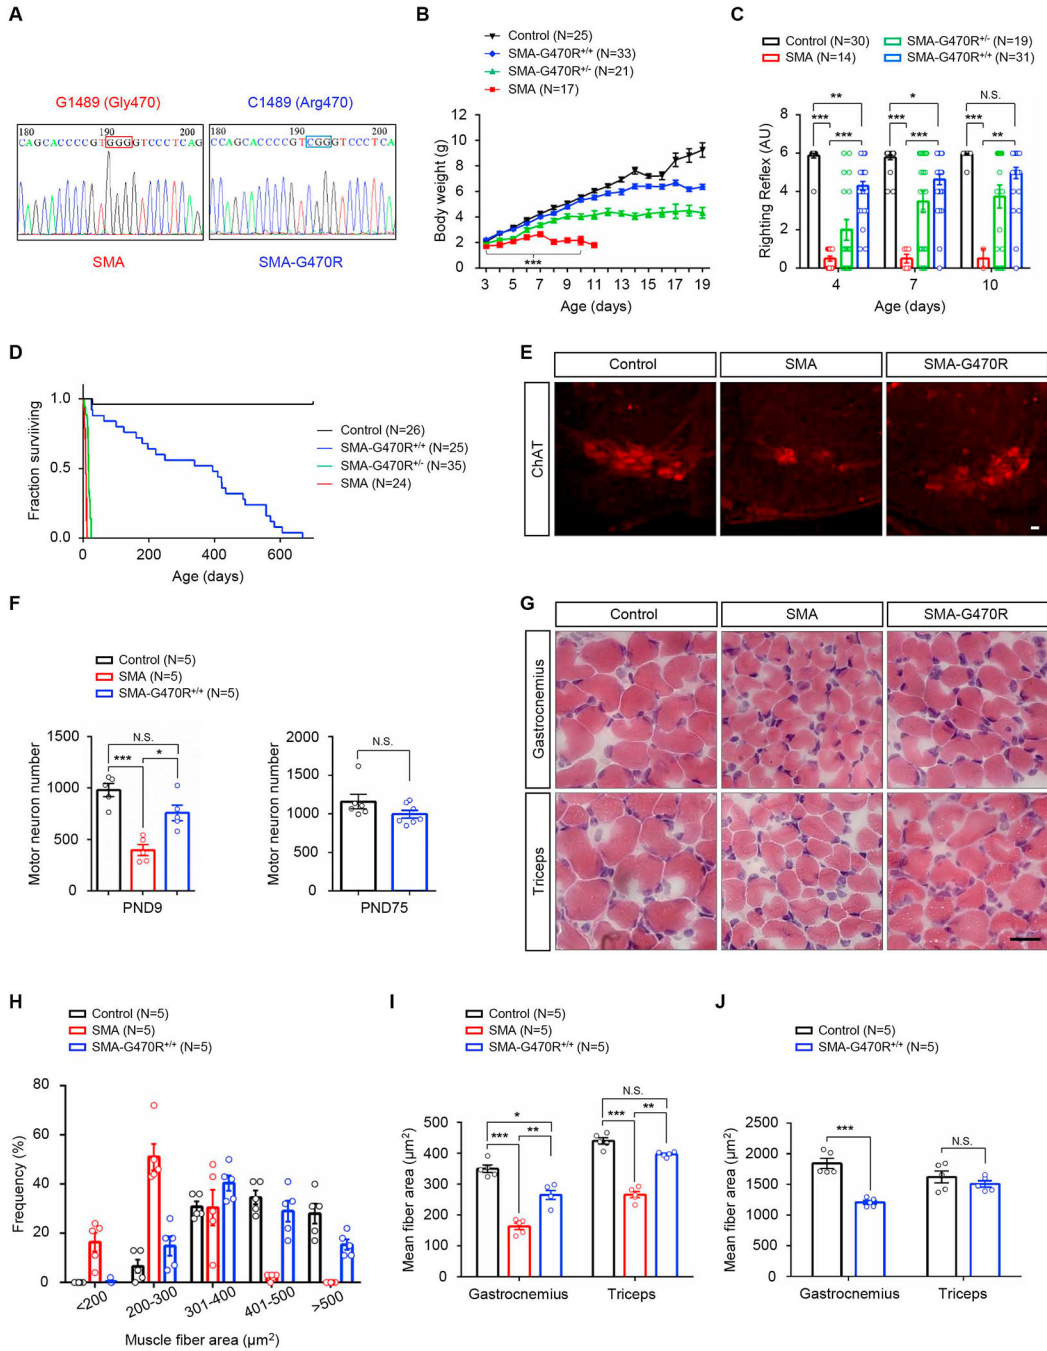 A
G1489 (Gly470)
C1489 (Arg470)
180 190 200
CAGCACCCCGTGGGGTCCCTCAG
180 190 200
CCAGCACCCCGTCGGGTCCCTCA
SMA
SMA-G470R
B
Control (N=25)
SMA-G470R+/+ (N=33)
SMA-G470R+/- (N=21)
SMA (N=17)
Body weight (g)
12
10
8
6
4
2
0
***
3 5 7 9 11 13 15 17 19
Age (days)
C
Control (N=30)
SMA (N=14)
SMA-G470R+/- (N=19)
SMA-G470R+/+ (N=31)
Righting Reflex (AU)
8
6
4
2
0
** * N.S.
*** *** ***
*** *** **
4 7 10
Age (days)
D
Fraction surviiving
1.0
0.5
0.0
0 200 400 600
Age (days)
Control (N=26)
SMA-G470R+/+ (N=25)
SMA-G470R+/- (N=35)
SMA (N=24)
E
Control SMA SMA-G470R
ChAT
F
Control (N=5)
SMA (N=5)
SMA-G470R+/+ (N=5)
Motor neuron number
1500
1000
500
0
N.S.
*** *
PND9
Motor neuron number
2000
1500
1000
500
0
N.S.
PND75
G
Control SMA SMA-G470R
Gastrocnemius
Triceps
H
Control (N=5)
SMA (N=5)
SMA-G470R+/+ (N=5)
Frequency (%)
80
60
40
20
0
<200 200-300 301-400 401-500 >500
Muscle fiber area (µm²)
I
Control (N=5)
SMA (N=5)
SMA-G470R+/+ (N=5)
Mean fiber area (µm²)
500
400
300
200
100
0
* N.S.
*** ** *** **
Gastrocnemius Triceps
J
Control (N=5)
SMA-G470R+/+ (N=5)
Mean fiber area (µm²)
2500
2000
1500
1000
500
0
*** N.S.
Gastrocnemius Triceps